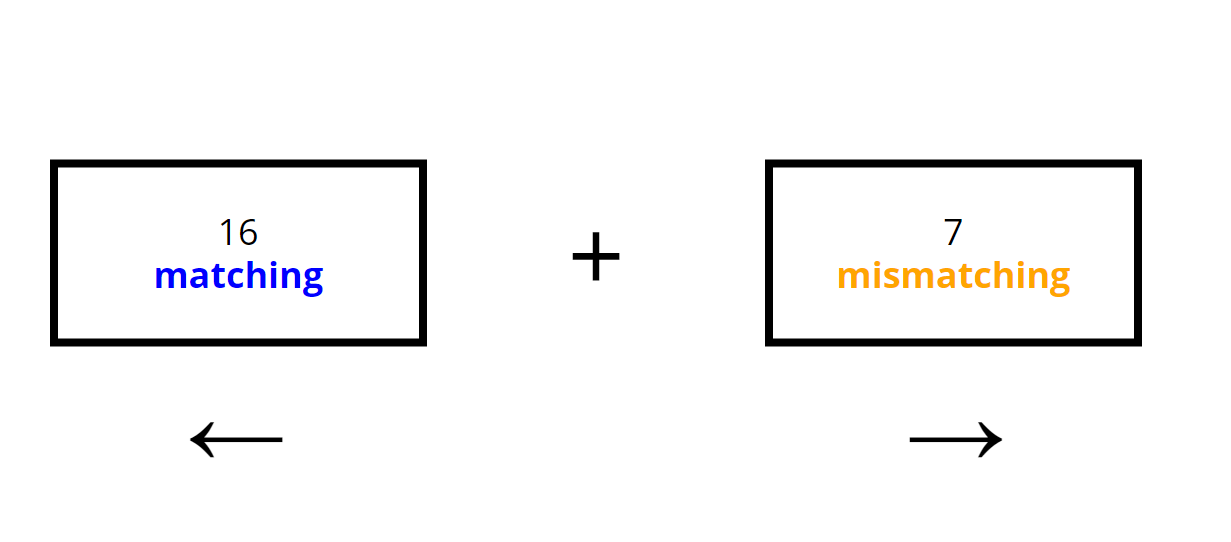 16
matching
+
7
mismatching
← →